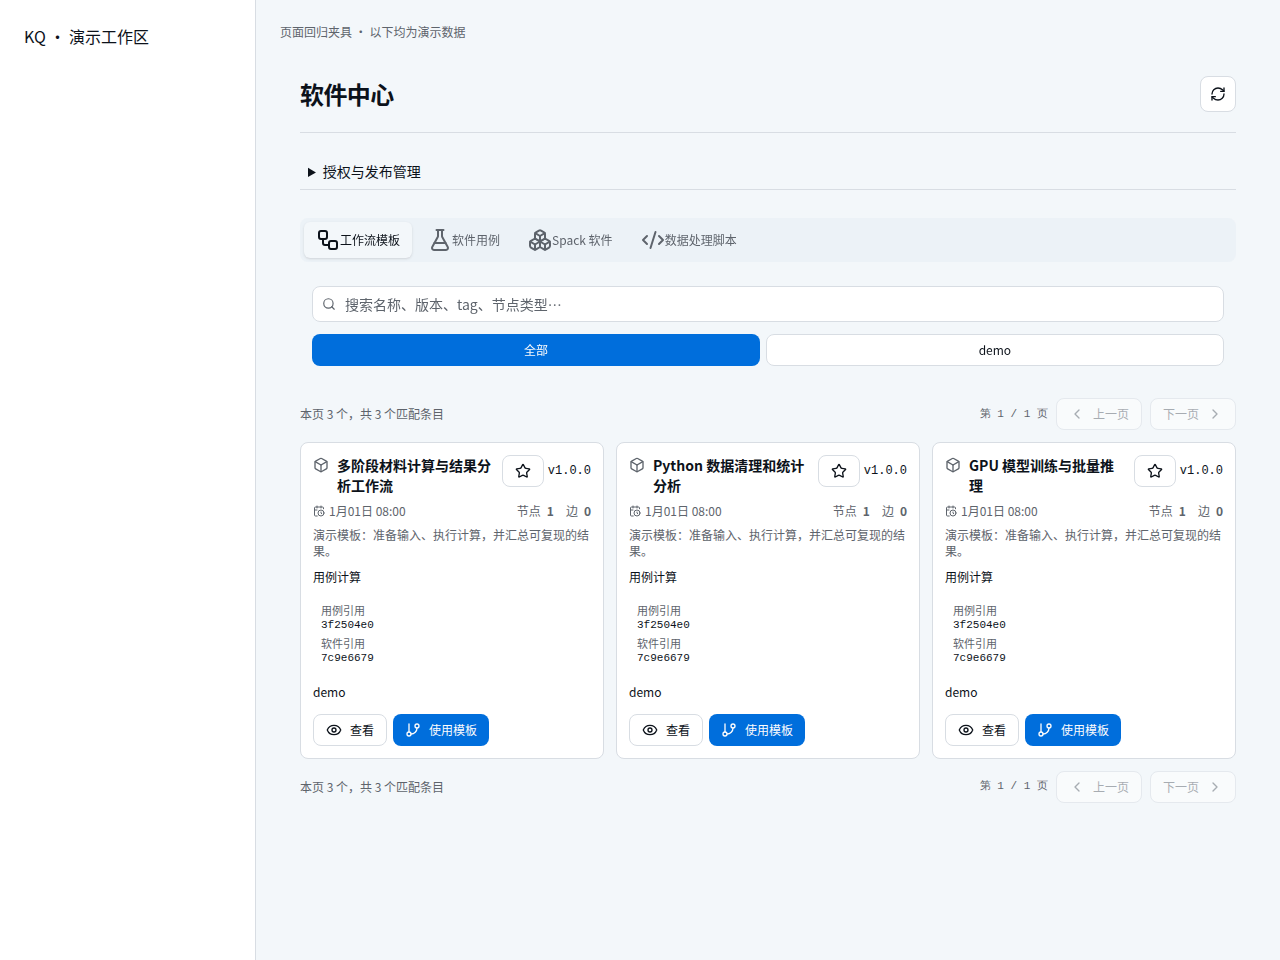 KQ • 演示工作区
页面回归夹具 • 以下均为演示数据
软件中心
授权与发布管理
工作流模板 软件用例 Spack 软件 数据处理脚本
搜索名称、版本、tag、节点类型…
全部 demo
本页 3 个，共 3 个匹配条目 第 1 / 1 页 上一页 下一页
多阶段材料计算与结果分
析工作流
v1.0.0
1月01日 08:00 节点 1 边 0
演示模板：准备输入、执行计算，并汇总可复现的结
果。
用例计算
用例引用
3f2504e0
软件引用
7c9e6679
demo
查看 使用模板
Python 数据清理和统计
分析
v1.0.0
1月01日 08:00 节点 1 边 0
演示模板：准备输入、执行计算，并汇总可复现的结
果。
用例计算
用例引用
3f2504e0
软件引用
7c9e6679
demo
查看 使用模板
GPU 模型训练与批量推
理
v1.0.0
1月01日 08:00 节点 1 边 0
演示模板：准备输入、执行计算，并汇总可复现的结
果。
用例计算
用例引用
3f2504e0
软件引用
7c9e6679
demo
查看 使用模板
本页 3 个，共 3 个匹配条目 第 1 / 1 页 上一页 下一页